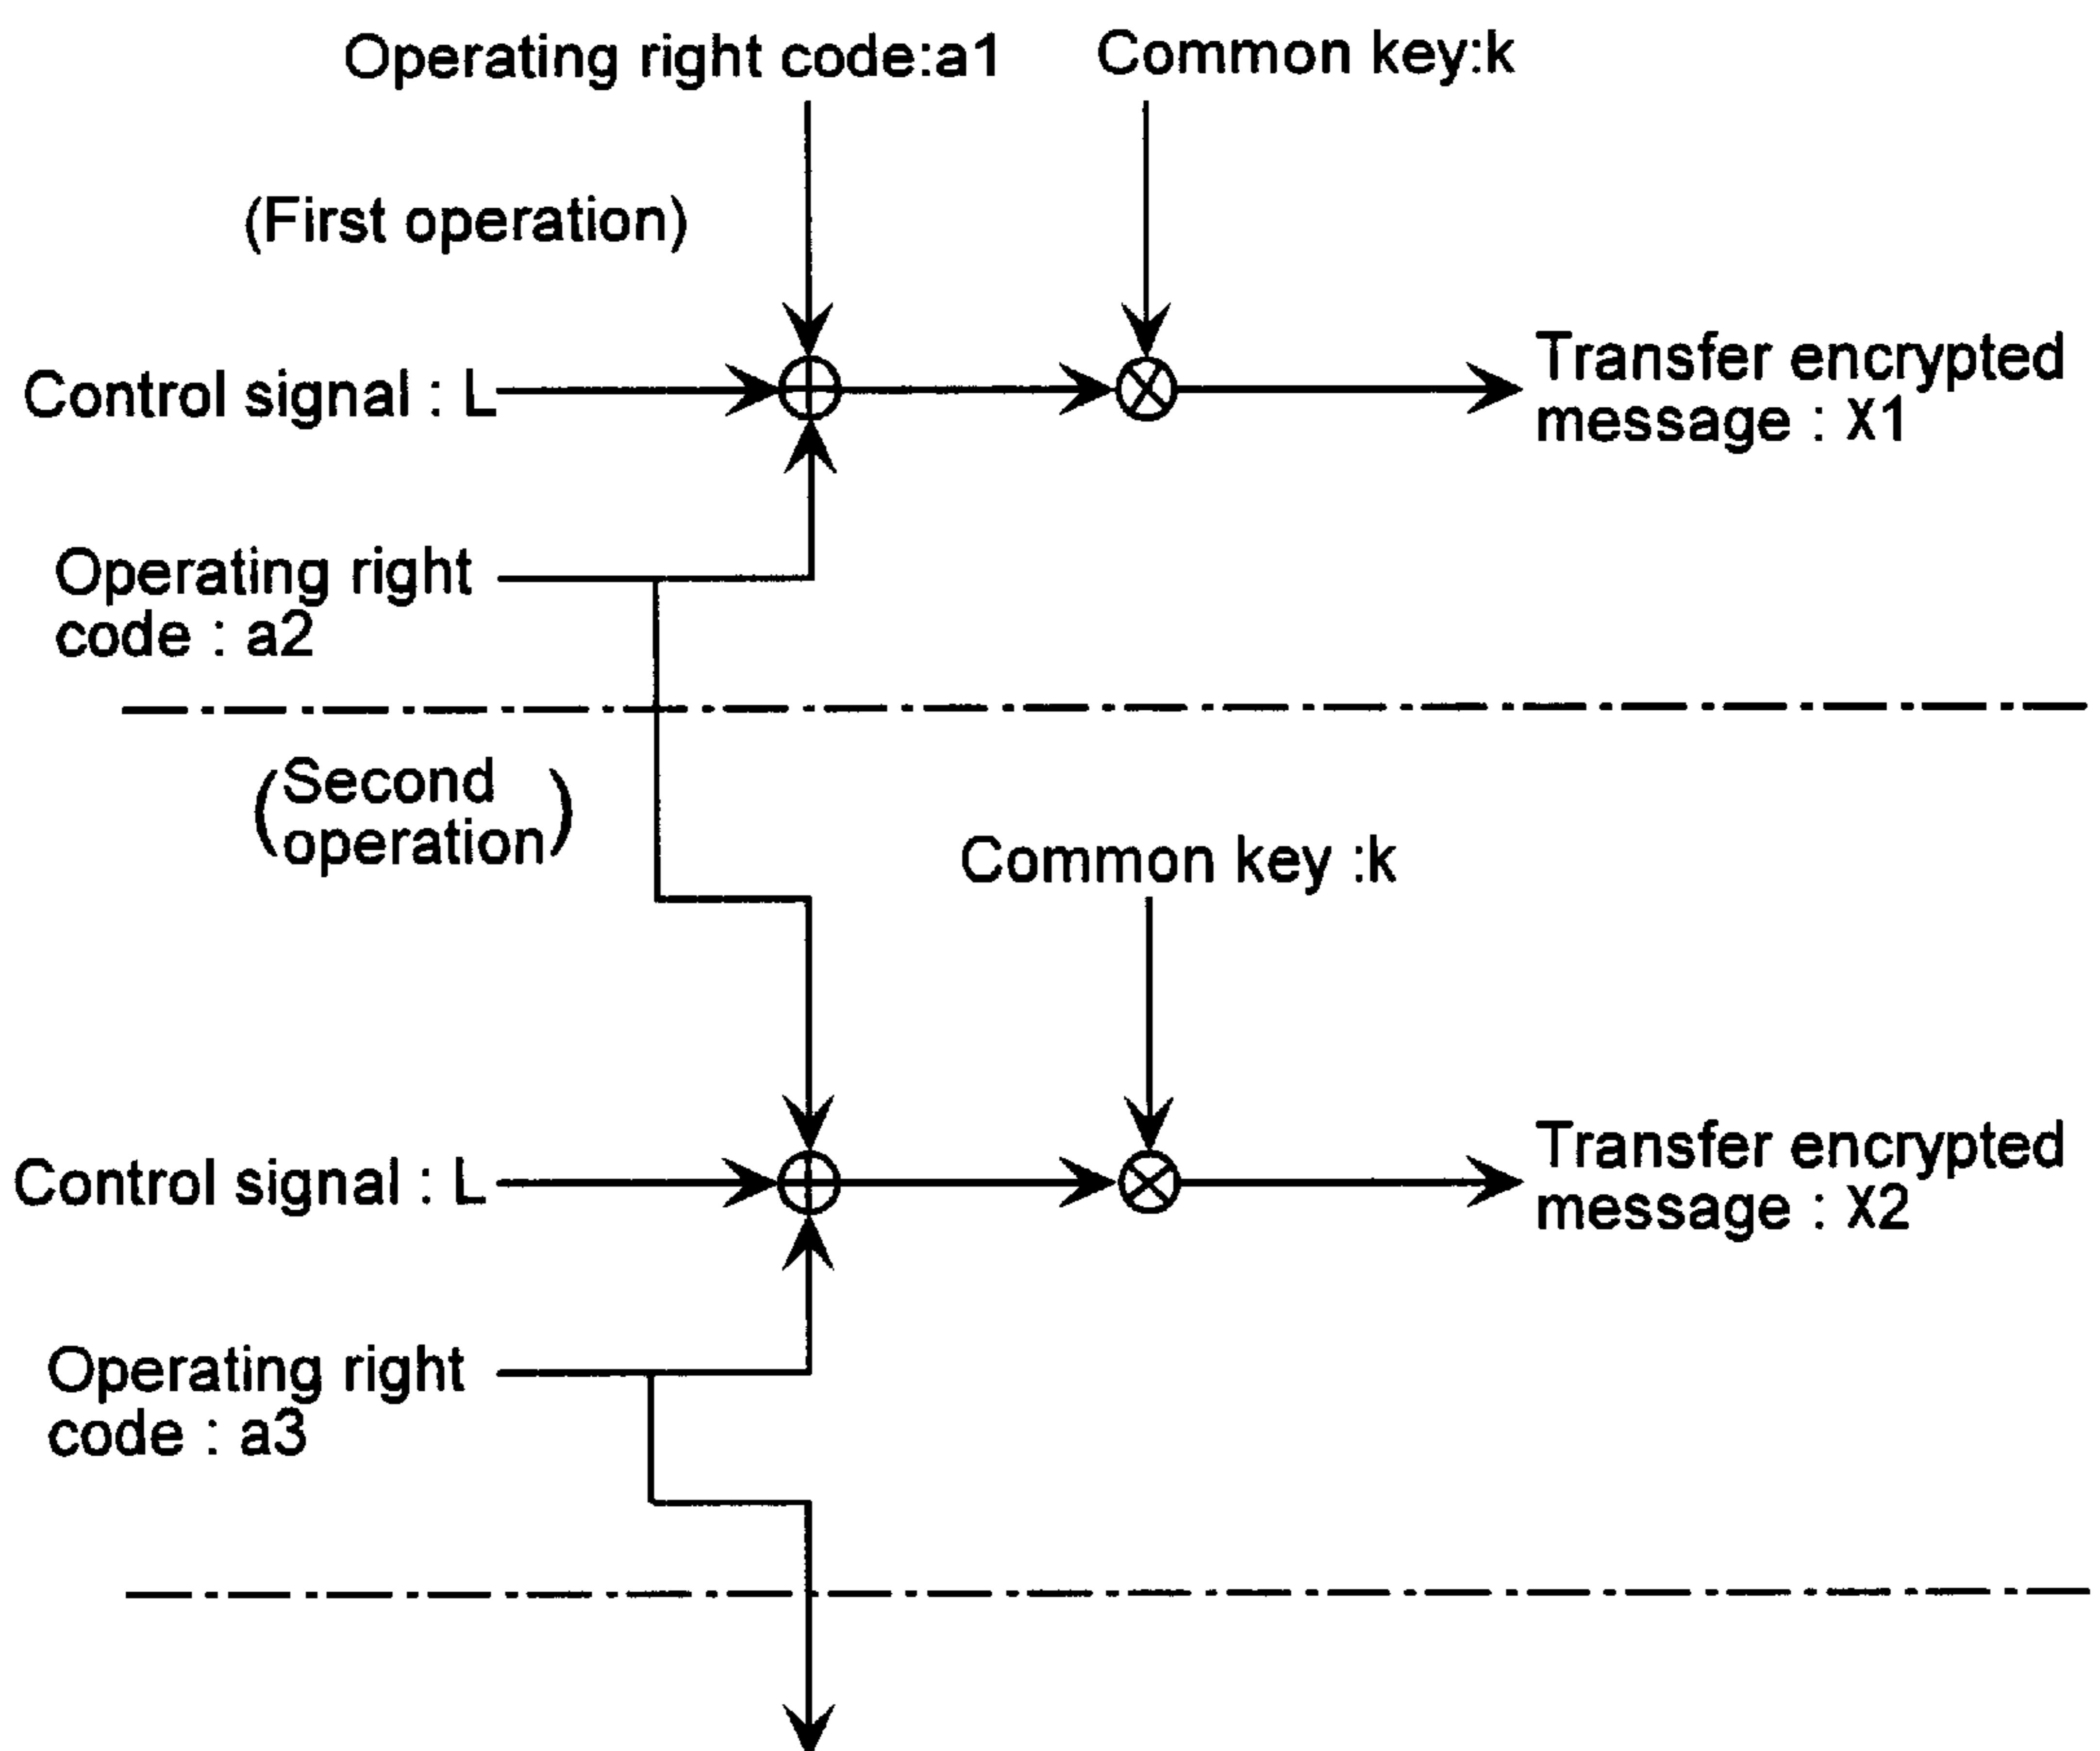 Operating right code:a1
Common key:k
(First operation)
Control signal : L
Transfer encrypted
message : X1
Operating right
code : a2
(Second
operation)
Common key :k
Control signal : L
Transfer encrypted
message : X2
Operating right
code : a3